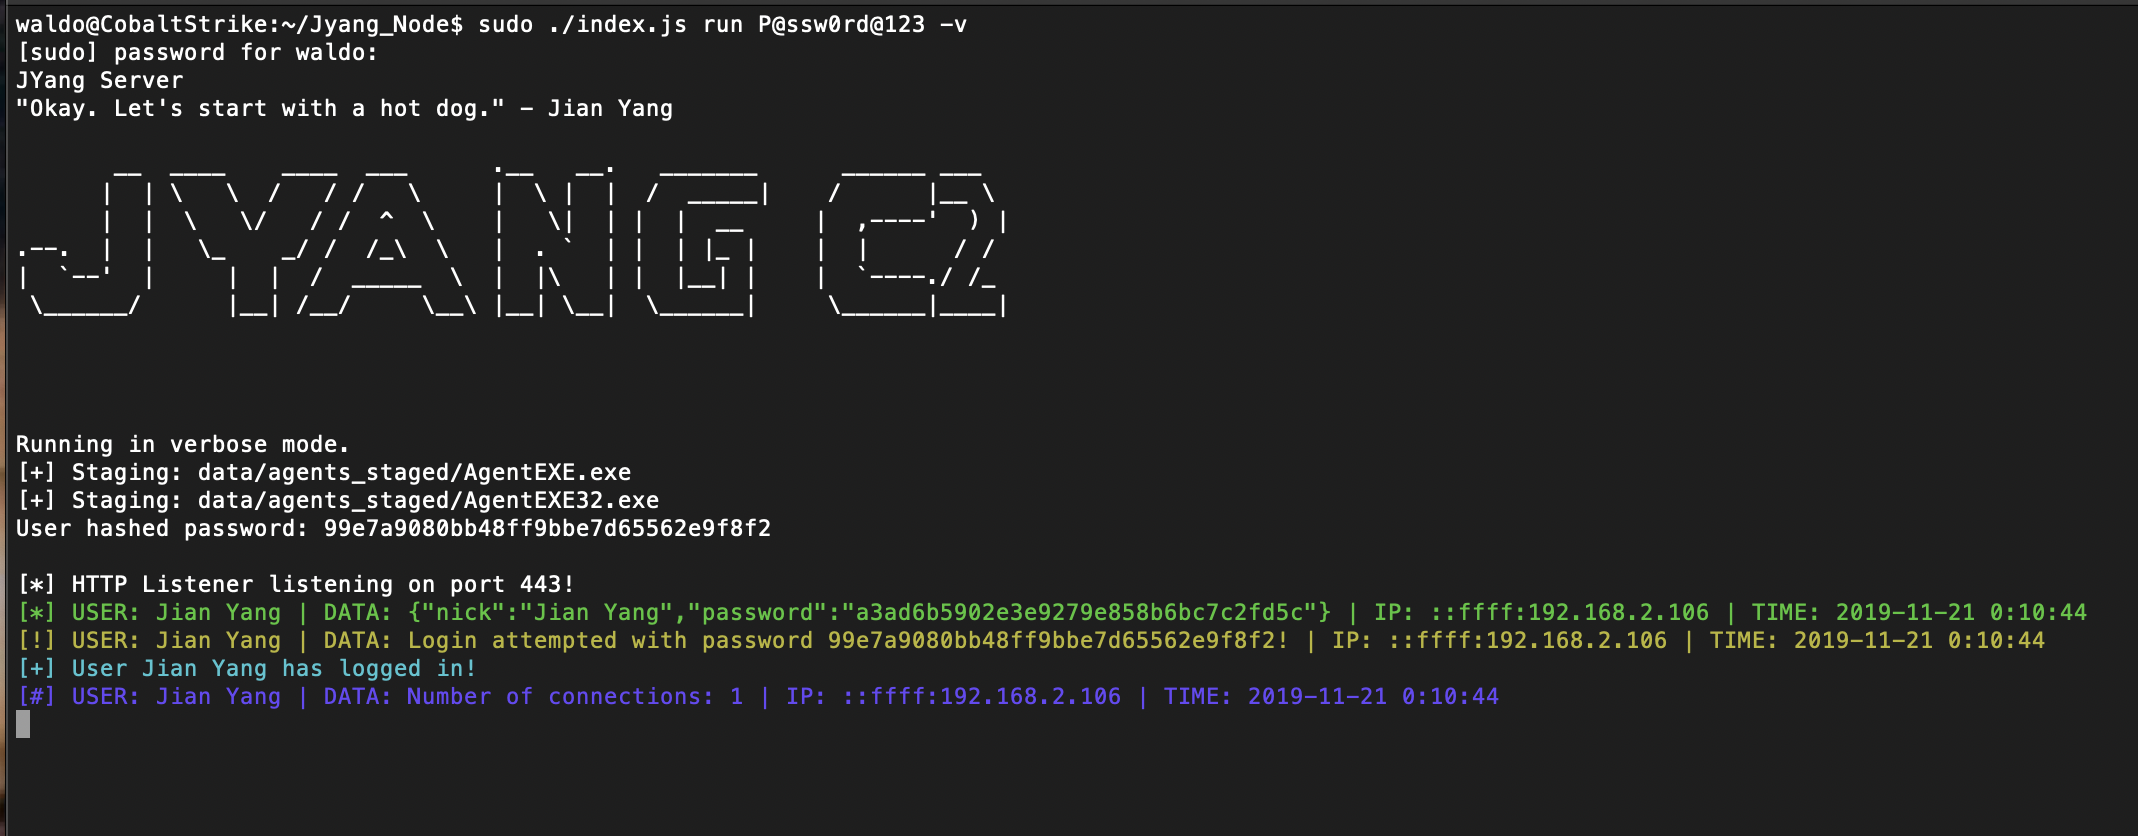 waldo@CobaltStrike:~/Jyang_Node$ sudo ./index.js run P@ssw0rd@123 -v
[sudo] password for waldo:
JYang Server
"Okay. Let's start with a hot dog." - Jian Yang
JYANG C2
Running in verbose mode.
[+] Staging: data/agents_staged/AgentEXE.exe
[+] Staging: data/agents_staged/AgentEXE32.exe
User hashed password: 99e7a9080bb48ff9bbe7d65562e9f8f2
[*] HTTP Listener listening on port 443!
[*] USER: Jian Yang | DATA: {"nick":"Jian Yang","password":"a3ad6b5902e3e9279e858b6bc7c2fd5c"} | IP: ::ffff:192.168.2.106 | TIME: 2019-11-21 0:10:44
[!] USER: Jian Yang | DATA: Login attempted with password 99e7a9080bb48ff9bbe7d65562e9f8f2! | IP: ::ffff:192.168.2.106 | TIME: 2019-11-21 0:10:44
[+] User Jian Yang has logged in!
[#] USER: Jian Yang | DATA: Number of connections: 1 | IP: ::ffff:192.168.2.106 | TIME: 2019-11-21 0:10:44